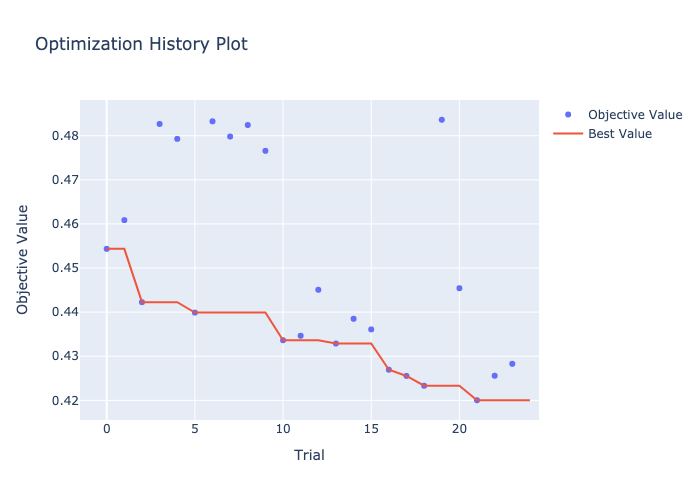 Optimization History Plot
Objective Value
Best Value
0.48
0.47
0.46
0.45
0.44
0.43
0.42
Objective Value
0
5
10
15
20
Trial